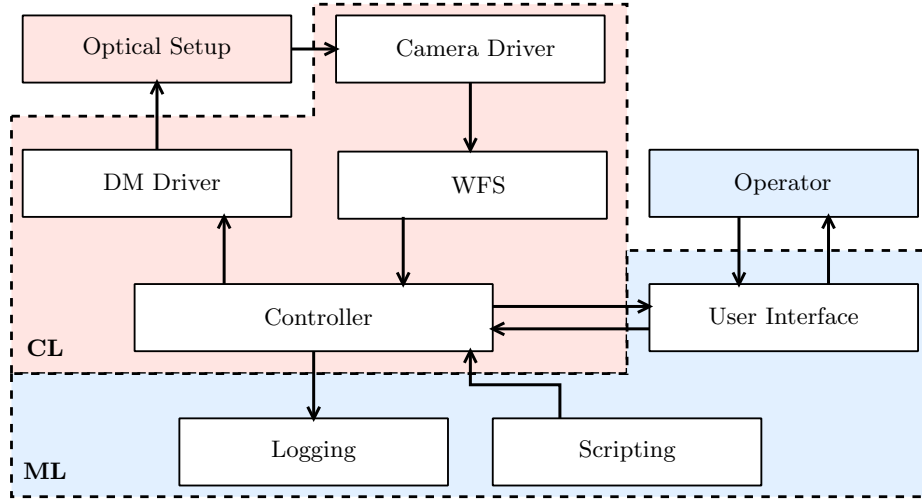 Optical Setup
Camera Driver
DM Driver
WFS
Operator
Controller
User Interface
CL
Logging
Scripting
ML